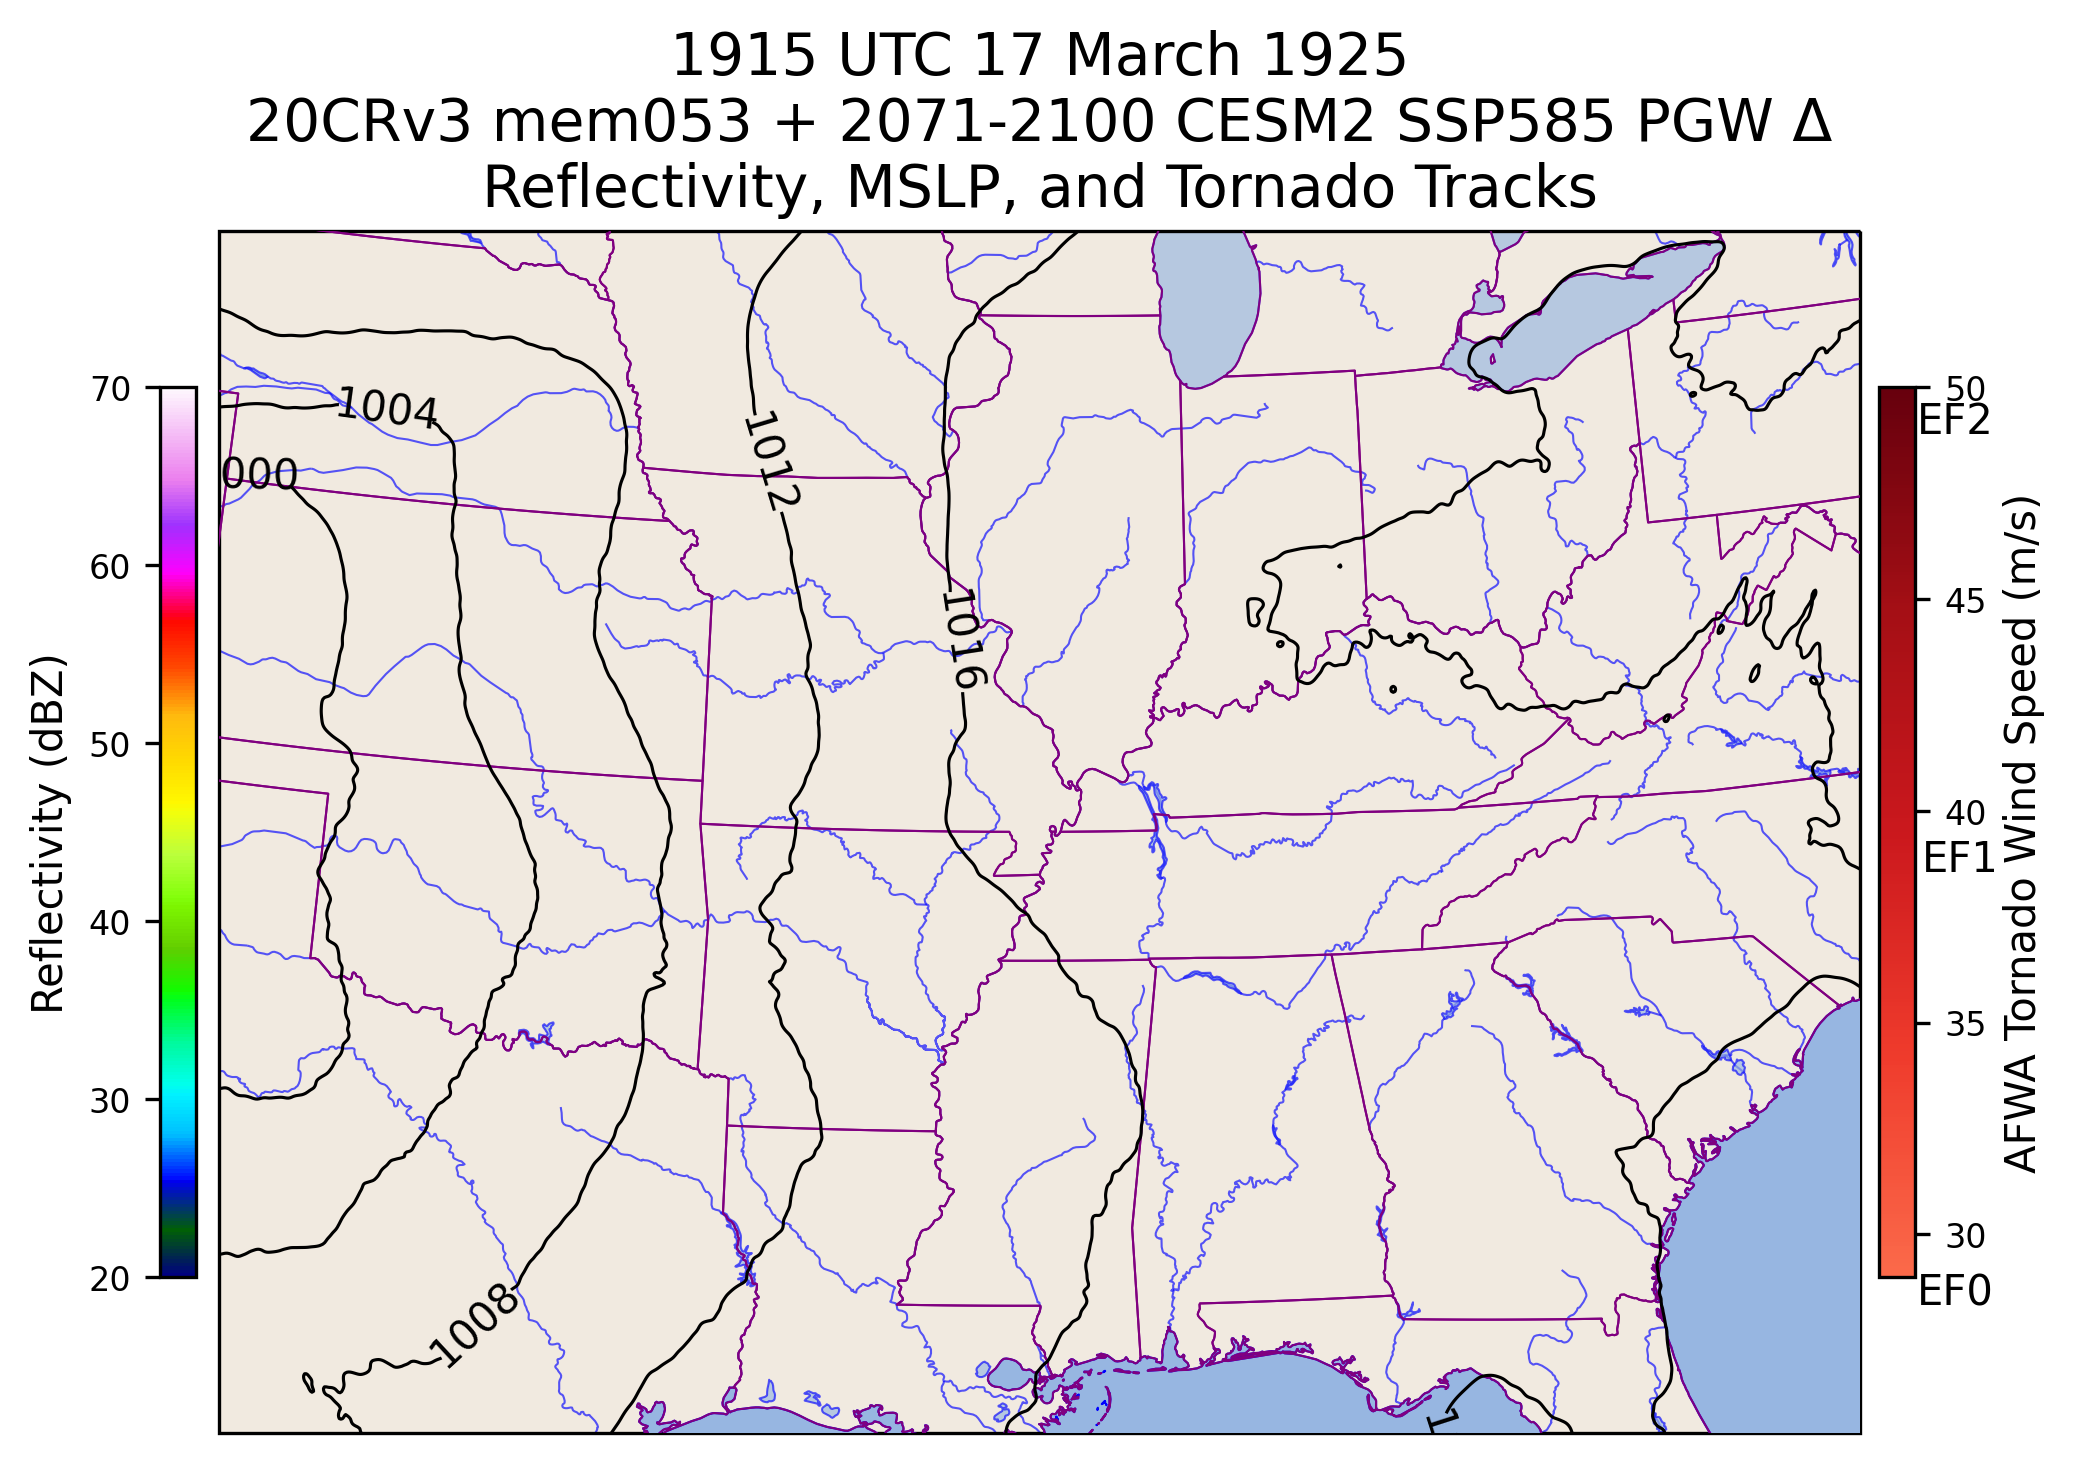 1915 UTC 17 March 1925
20CRv3 mem053 + 2071-2100 CESM2 SSP585 PGW Δ
Reflectivity, MSLP, and Tornado Tracks
Reflectivity (dBZ)
70
60
50
40
30
20
1004
000
1012
1016
1008
1
50
EF2
45
40
EF1
35
30
EF0
AFWA Tornado Wind Speed (m/s)